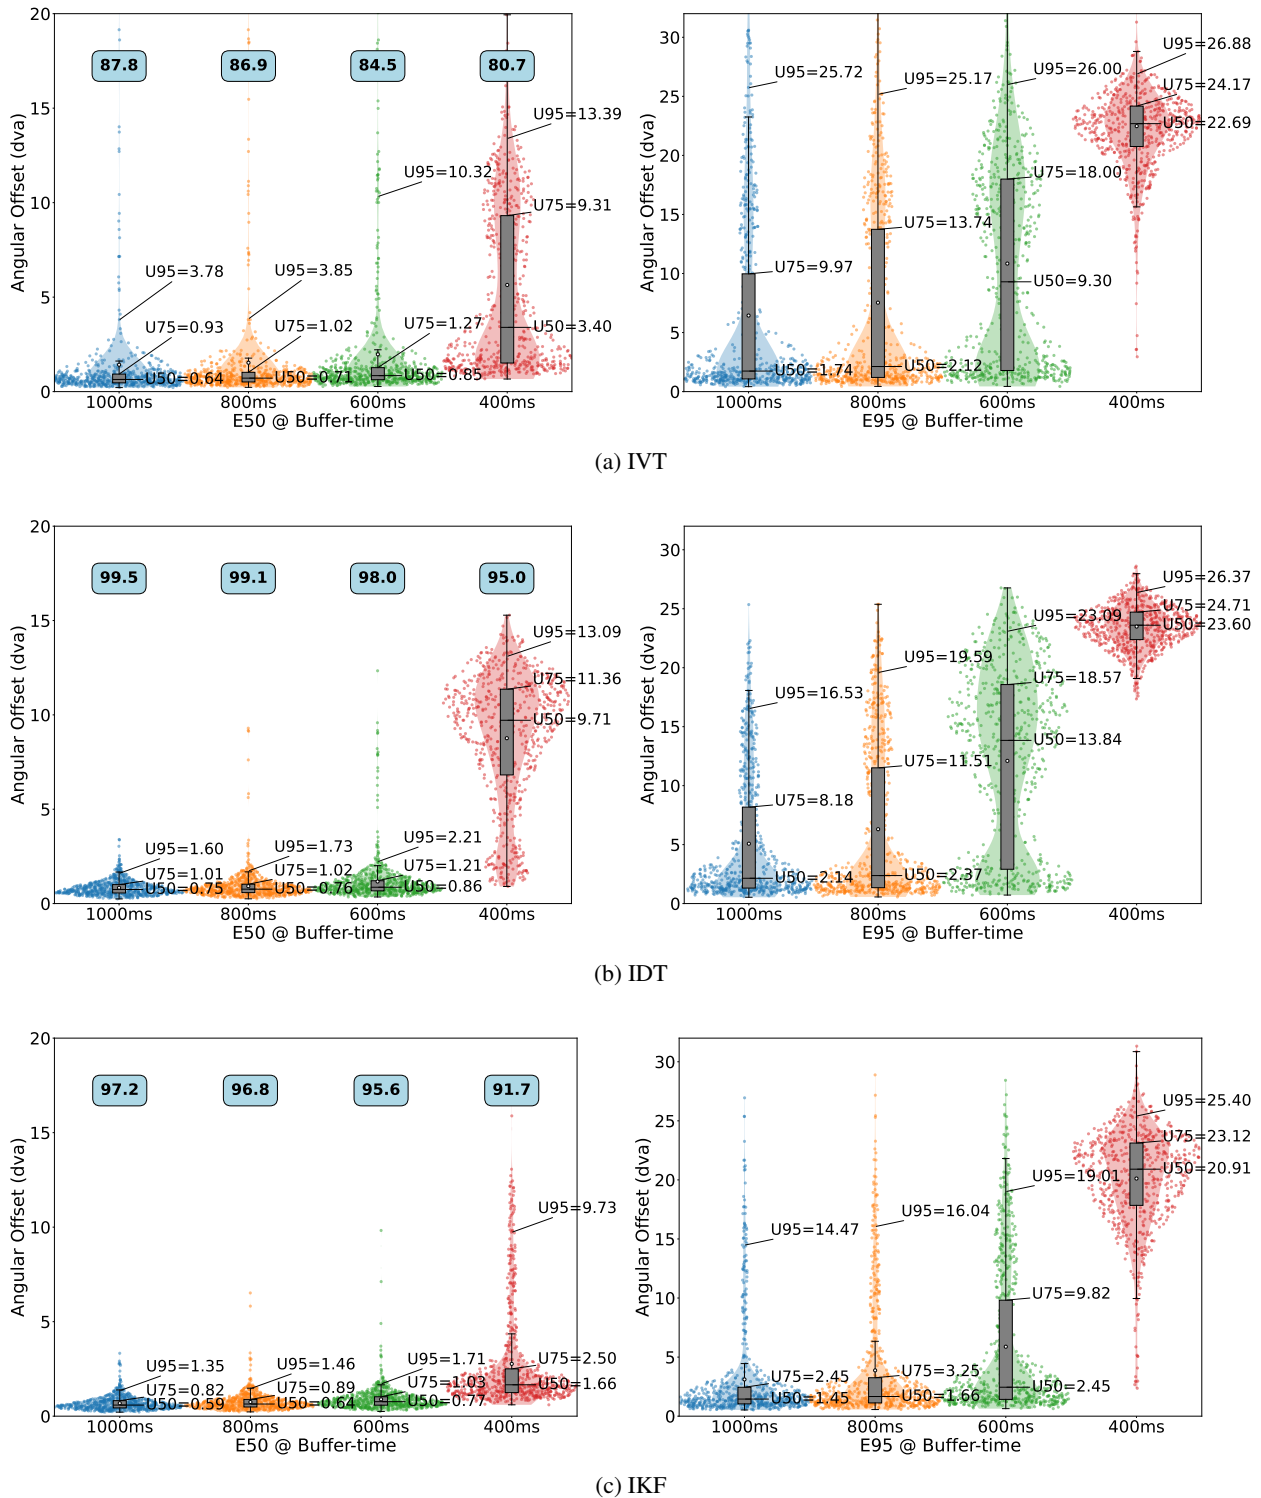 20
15
10
5
0
Angular Offset (dva)
87.8
86.9
84.5
80.7
U95=3.78
U75=0.93
U50=0.64
U95=3.85
U75=1.02
U50=0.71
U95=10.32
U75=1.27
U50=0.85
U95=13.39
U75=9.31
U50=3.40
1000ms 800ms 600ms 400ms
E50 @ Buffer-time
30
25
20
15
10
5
0
Angular Offset (dva)
U95=25.72
U75=9.97
U50=1.74
U95=25.17
U75=13.74
U50=2.12
U95=26.00
U75=18.00
U50=9.30
U95=26.88
U75=24.17
U50=22.69
1000ms 800ms 600ms 400ms
E95 @ Buffer-time
(a) IVT
20
15
10
5
0
Angular Offset (dva)
99.5
99.1
98.0
95.0
U95=1.60
U75=1.01
U50=0.75
U95=1.73
U75=1.02
U50=0.76
U95=2.21
U75=1.21
U50=0.86
U95=13.09
U75=11.36
U50=9.71
1000ms 800ms 600ms 400ms
E50 @ Buffer-time
30
25
20
15
10
5
0
Angular Offset (dva)
U95=16.53
U75=8.18
U50=2.14
U95=19.59
U75=11.51
U50=2.37
U95=23.09
U75=18.57
U50=13.84
U95=26.37
U75=24.71
U50=23.60
1000ms 800ms 600ms 400ms
E95 @ Buffer-time
(b) IDT
20
15
10
5
0
Angular Offset (dva)
97.2
96.8
95.6
91.7
U95=1.35
U75=0.82
U50=0.59
U95=1.46
U75=0.89
U50=0.64
U95=1.71
U75=1.03
U50=0.77
U95=9.73
U75=2.50
U50=1.66
1000ms 800ms 600ms 400ms
E50 @ Buffer-time
30
25
20
15
10
5
0
Angular Offset (dva)
U95=14.47
U75=2.45
U50=1.45
U95=16.04
U75=3.25
U50=1.66
U95=19.01
U75=9.82
U50=2.45
U95=25.40
U75=23.12
U50=20.91
1000ms 800ms 600ms 400ms
E95 @ Buffer-time
(c) IKF